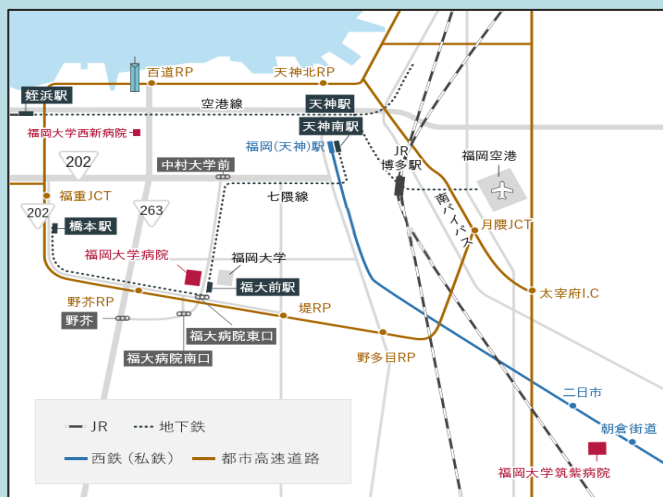 百道RP
天神北RP
姪浜駅
空港線
天神駅
天神南駅
福岡大学西新病院
福岡(天神)駅
JR
博多駅
福岡空港
202
中村大学前
七隈線
福重JCT
202
263
南バイパス
橋本駅
月隈JCT
福岡大学病院
福岡大学
福大前駅
太宰府I.C
野芥RP
堤RP
野芥
福大病院東口
福大病院南口
野多目RP
二日市
朝倉街道
福岡大学筑紫病院
JR
地下鉄
西鉄(私鉄)
都市高速道路